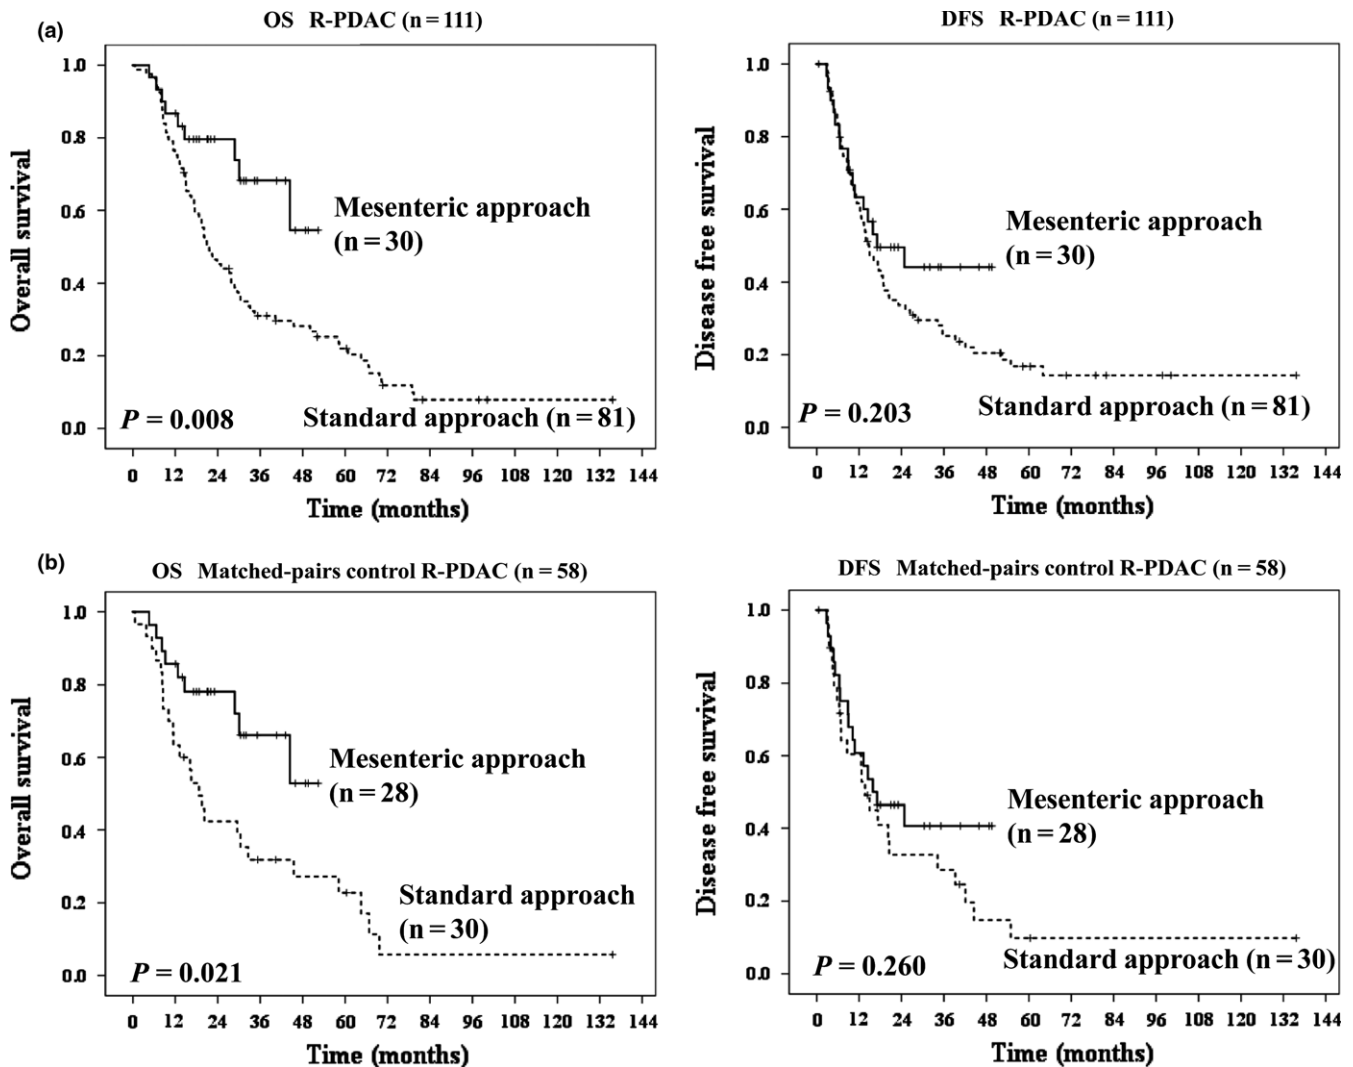 (a)
OS R-PDAC (n = 111)
Overall survival
1.0
0.8
0.6
0.4
0.2
0.0
Mesenteric approach
(n = 30)
P = 0.008
Standard approach (n = 81)
0 12 24 36 48 60 72 84 96 108 120 132 144
Time (months)
DFS R-PDAC (n = 111)
Disease free survival
1.0
0.8
0.6
0.4
0.2
0.0
Mesenteric approach
(n = 30)
P = 0.203
Standard approach (n = 81)
0 12 24 36 48 60 72 84 96 108 120 132 144
Time (months)
(b)
OS Matched-pairs control R-PDAC (n = 58)
Overall survival
1.0
0.8
0.6
0.4
0.2
0.0
Mesenteric approach
(n = 28)
Standard approach
(n = 30)
P = 0.021
0 12 24 36 48 60 72 84 96 108 120 132 144
Time (months)
DFS Matched-pairs control R-PDAC (n = 58)
Disease free survival
1.0
0.8
0.6
0.4
0.2
0.0
Mesenteric approach
(n = 28)
P = 0.260
Standard approach (n = 30)
0 12 24 36 48 60 72 84 96 108 120 132 144
Time (months)